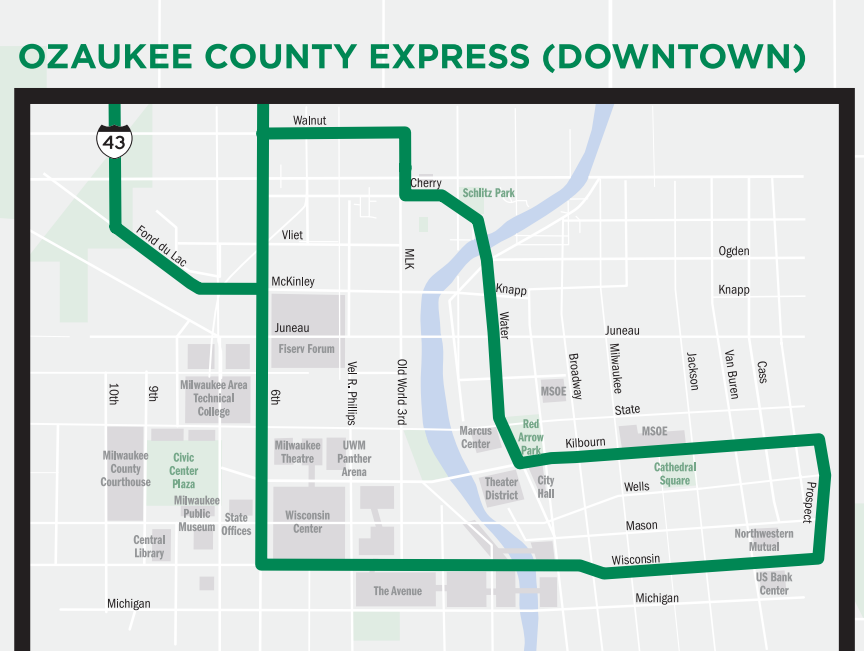 OZAUKEE COUNTY EXPRESS (DOWNTOWN)
Walnut
43
Cherry
Schlitz Park
Fond du Lac
Vliet
MLK
Ogden
McKinley
Knapp
Knapp
Water
Juneau
Juneau
Fiserv Forum
10th
9th
Milwaukee Area
Technical
College
6th
Vel R. Phillips
Old World 3rd
Broadway
Milwaukee
Jackson
Van Buren
Cass
MSOE
State
Red
Arrow
Park
Marcus
Center
MSOE
Kilbourn
Milwaukee
County
Courthouse
Civic
Center
Plaza
Milwaukee
Theatre
UWM
Panther
Arena
Cathedral
Square
Theater
District
City
Hall
Wells
Prospect
Milwaukee
Public
Museum
State
Offices
Wisconsin
Center
Mason
Central
Library
Northwestern
Mutual
Wisconsin
US Bank
Center
The Avenue
Michigan
Michigan